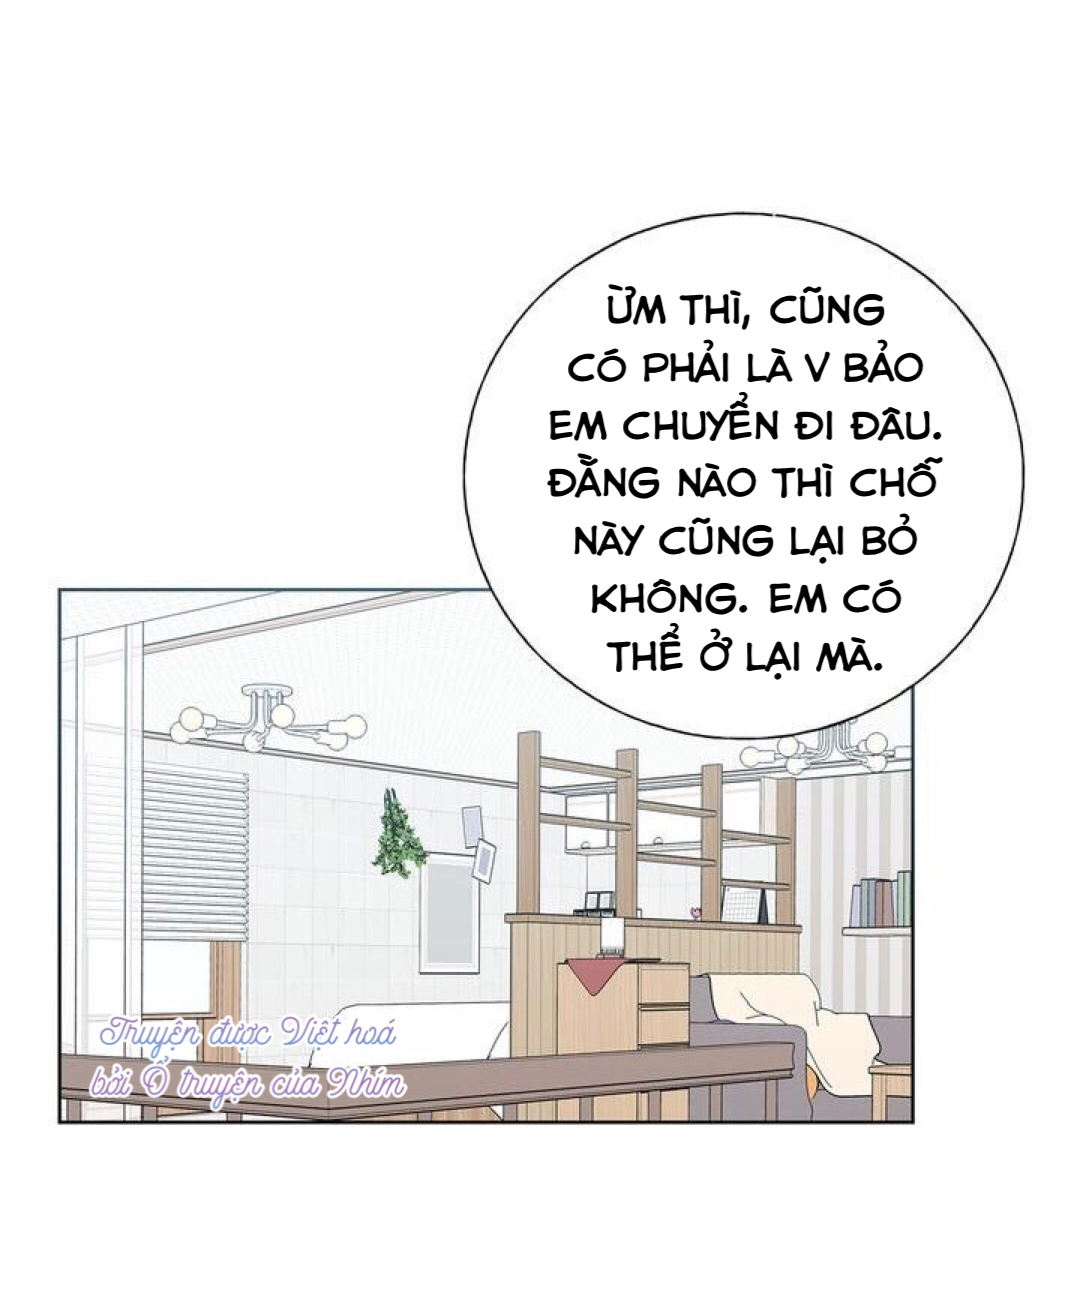 ỪM THÌ, CŨNG
CÓ PHẢI LÀ V BẢO
EM CHUYỂN ĐI ĐÂU.
ĐẰNG NÀO THÌ CHỖ
NÀY CŨNG LẠI BỎ
KHÔNG. EM CÓ
THỂ Ở LẠI MÀ.
Truyện được Việt hoá
bởi Ổ truyện của Nhím